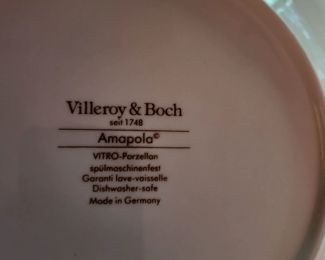 Villeroy & Boch
seit 1748
Amapola©
VITRO-Porzellan
spülmaschinenfest
Garanti lave-vaisselle
Dishwasher-safe
Made in Germany